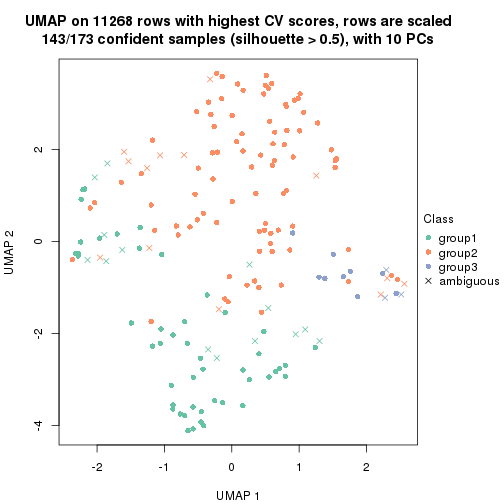 UMAP on 11268 rows with highest CV scores, rows are scaled
143/173 confident samples (silhouette > 0.5), with 10 PCs
UMAP 2
2
0
-2
-4
-2
-1
0
1
2
UMAP 1
Class
group1
group2
group3
ambiguous